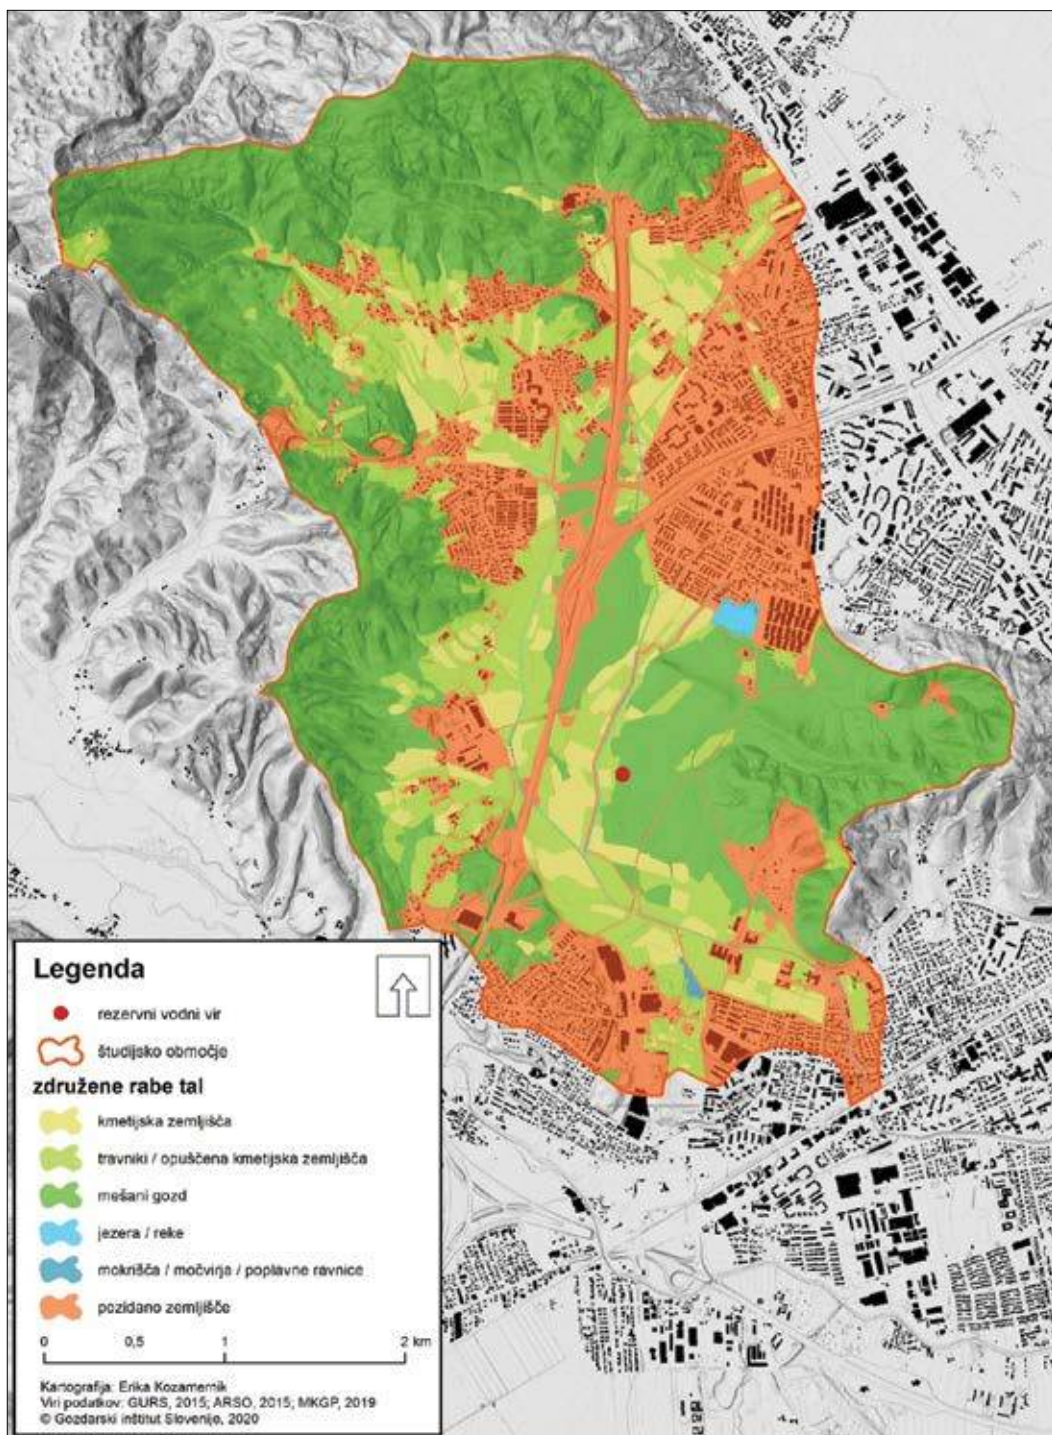 Legenda
rezervni vodni vir
študijsko območje
združene rabe tal
kmetijska zemljišča
travniki / opuščena kmetijska zemljišča
mešani gozd
jezera / reke
mokrišča / močvirja / poplavne ravnice
pozidano zemljišče
0 0,5 1 2 km
Kartografija: Erika Kozamernik
Viri podatkov: GURS, 2015; ARSO, 2015; MKGP, 2019
© Gozdarski inštitut Slovenije, 2020